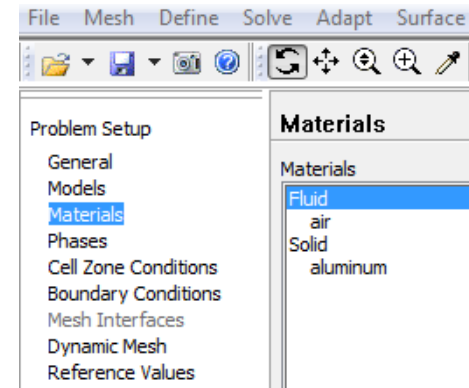 File Mesh Define Solve Adapt Surface
Problem Setup
General
Models
Materials
Phases
Cell Zone Conditions
Boundary Conditions
Mesh Interfaces
Dynamic Mesh
Reference Values
Materials
Materials
Fluid
air
Solid
aluminum